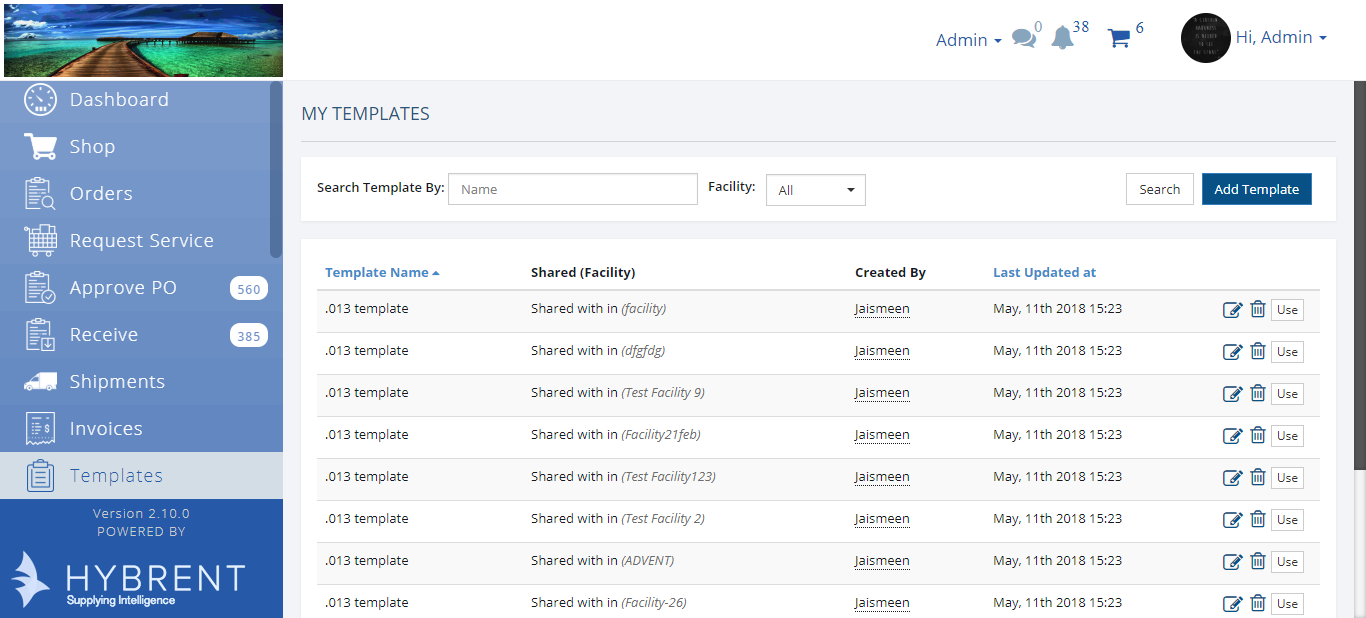 Admin 0 38 6 Hi, Admin
Dashboard
Shop
Orders
Request Service
Approve PO 560
Receive 385
Shipments
Invoices
Templates
Version 2.10.0
POWERED BY
HYBRENT
Supplying Intelligence
MY TEMPLATES
Search Template By: Name Facility: All Search Add Template
Template Name Shared (Facility) Created By Last Updated at
.013 template Shared with in (facility) Jaismeen May, 11th 2018 15:23 Use
.013 template Shared with in (dfgfdg) Jaismeen May, 11th 2018 15:23 Use
.013 template Shared with in (Test Facility 9) Jaismeen May, 11th 2018 15:23 Use
.013 template Shared with in (Facility21feb) Jaismeen May, 11th 2018 15:23 Use
.013 template Shared with in (Test Facility123) Jaismeen May, 11th 2018 15:23 Use
.013 template Shared with in (Test Facility 2) Jaismeen May, 11th 2018 15:23 Use
.013 template Shared with in (ADVENT) Jaismeen May, 11th 2018 15:23 Use
.013 template Shared with in (Facility-26) Jaismeen May, 11th 2018 15:23 Use